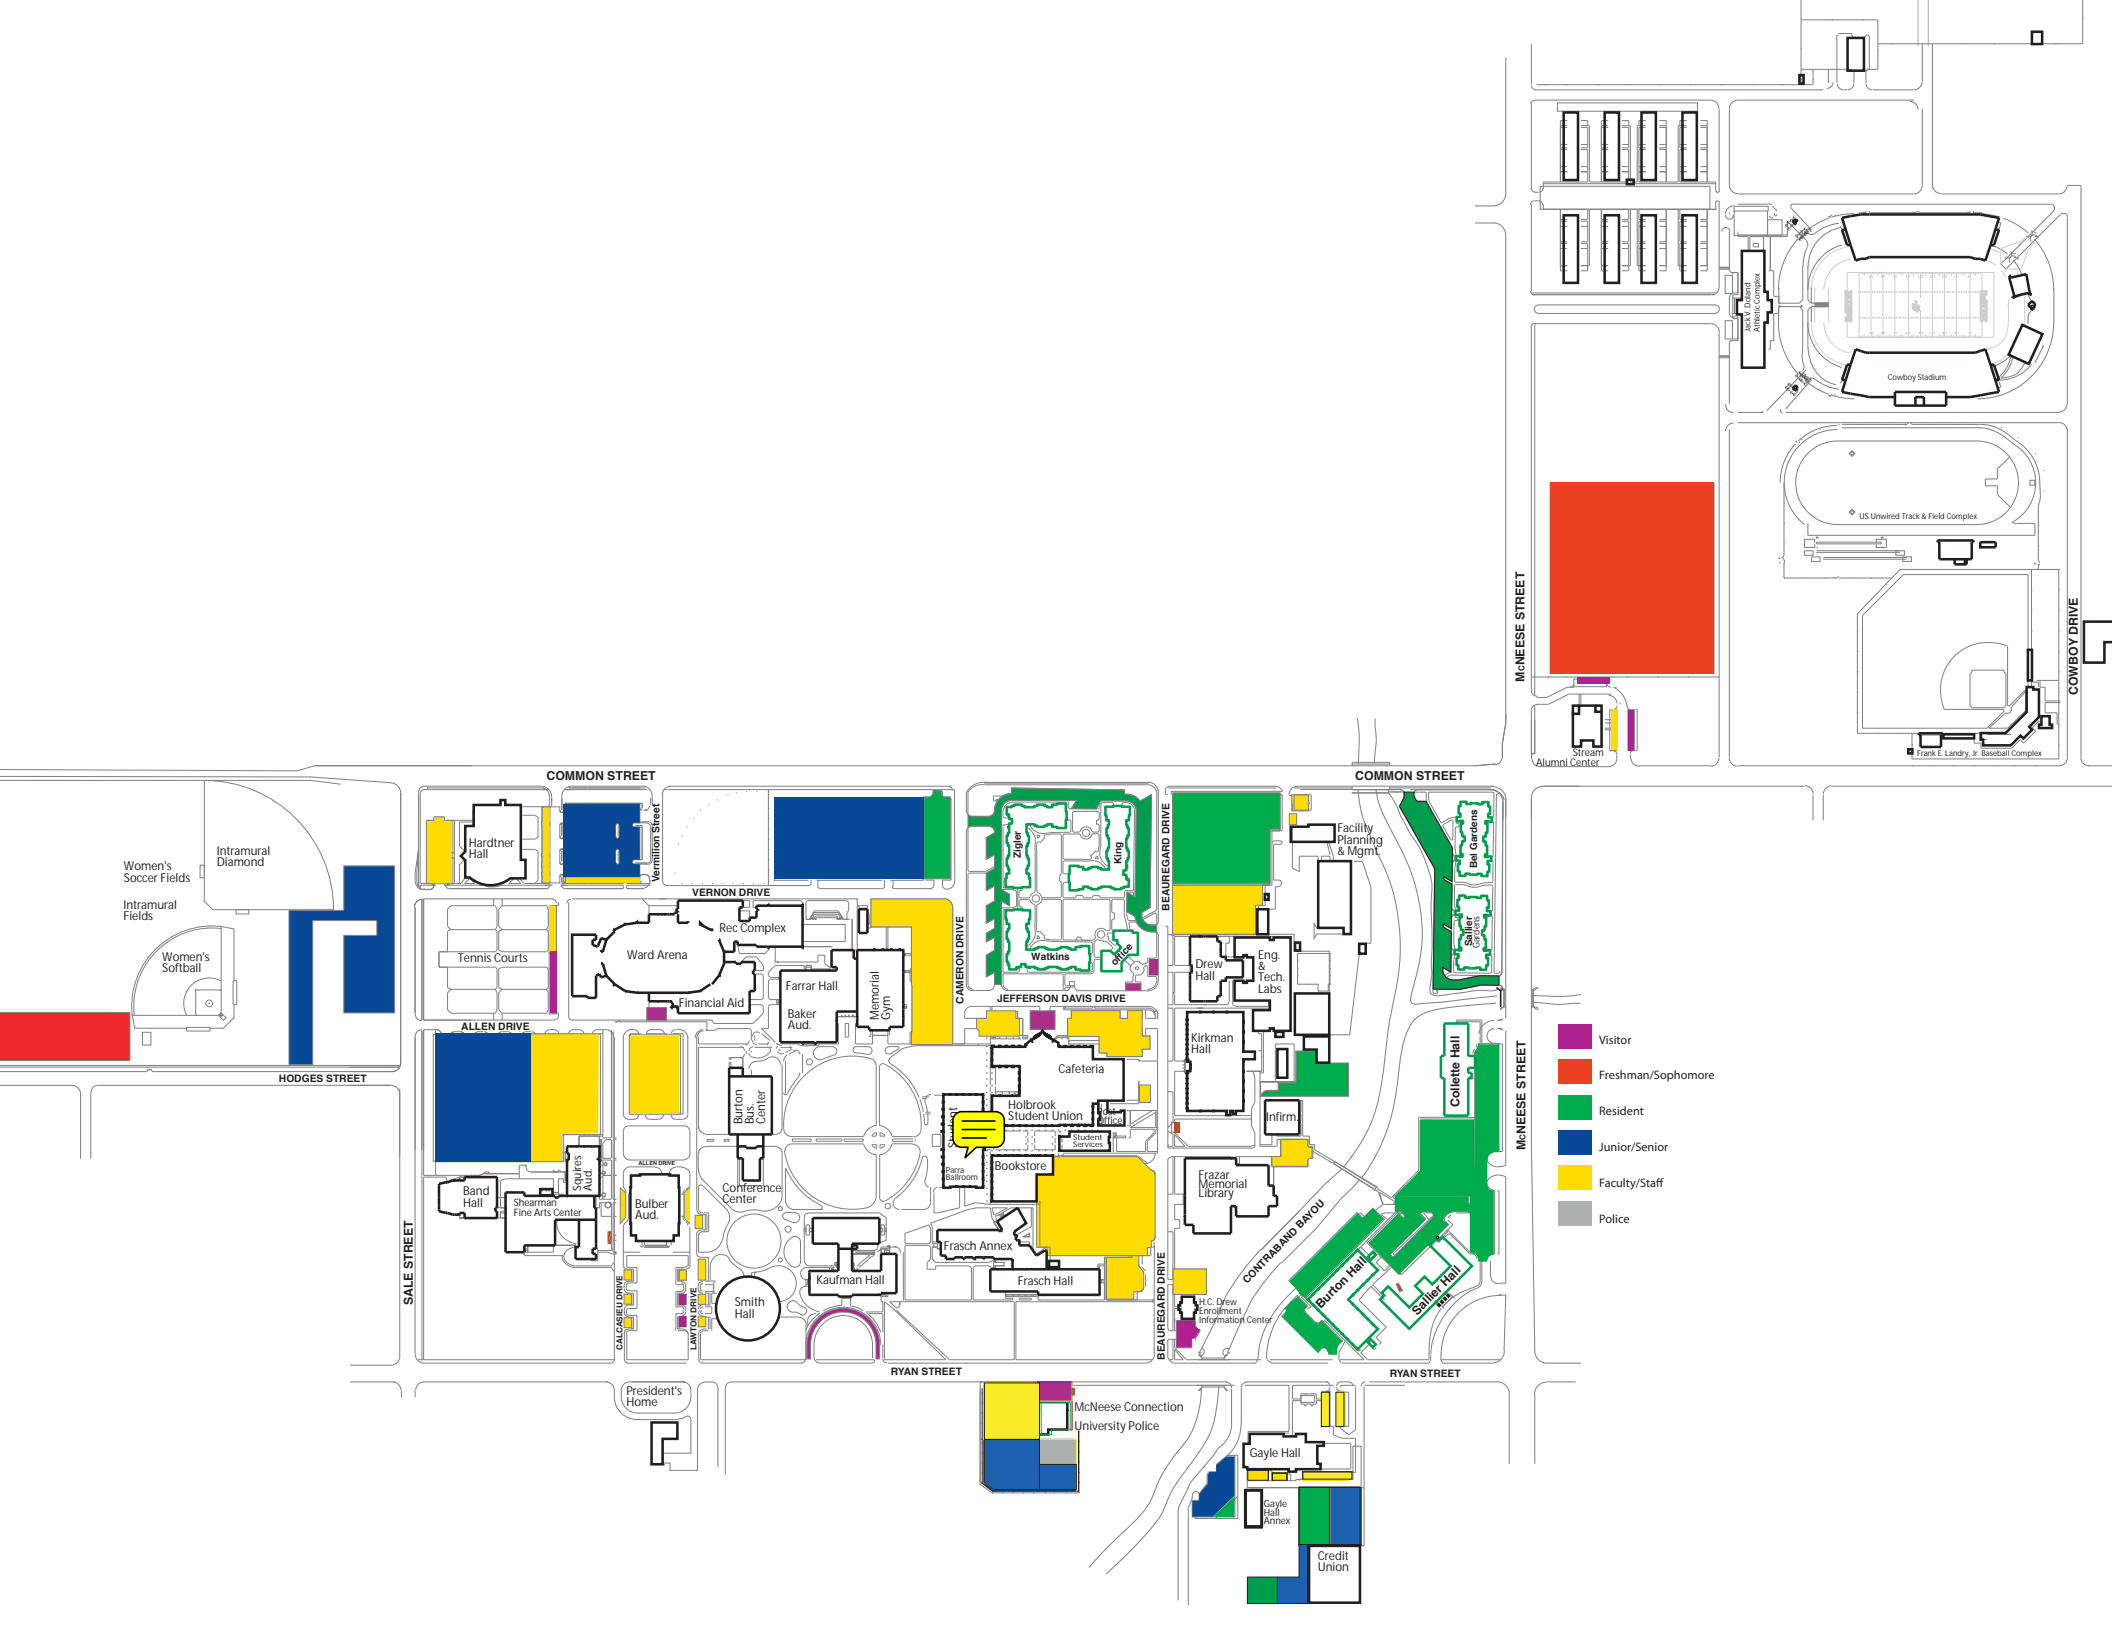 Jack V. Doland
Athletic Complex
Cowboy Stadium
US Unwired Track & Field Complex
McNEESE STREET
COWBOY DRIVE
Stream
Alumni Center
Frank E. Landry, Jr. Baseball Complex
COMMON STREET
COMMON STREET
Intramural
Diamond
Women's
Soccer Fields
Intramural
Fields
Women's
Softball
HODGES STREET
SALE STREET
Hardtner
Hall
Vermilion Street
VERNON DRIVE
Tennis Courts
ALLEN DRIVE
Ward Arena
Rec Complex
Financial Aid
Farrar Hall
Baker
Aud.
Memorial
Gym
CAMERON DRIVE
Zigler
King
Watkins
office
JEFFERSON DAVIS DRIVE
BEAUREGARD DRIVE
Facility
Planning
& Mgmt.
Bel Gardens
Sallier
Gardens
Drew
Hall
Eng.
&
Tech.
Labs
Kirkman
Hall
Infirm.
Collette Hall
McNEESE STREET
Cafeteria
Holbrook
Student Union
Post
Office
Student
Student
Services
Parra
Ballroom
Bookstore
Burton
Bus.
Center
Conference
Center
Squires
Aud.
Band
Hall
Shearman
Fine Arts Center
ALLEN DRIVE
Bulber
Aud.
CALCASIEU DRIVE
LAWTON DRIVE
Smith
Hall
Kaufman Hall
Frasch Annex
Frasch Hall
BEAUREGARD DRIVE
Frazar
Memorial
Library
H.C. Drew
Enrollment
Information Center
CONTRABAND BAYOU
Burton Hall
Sallier Hall
RYAN STREET
RYAN STREET
President's
Home
McNeese Connection
University Police
Gayle Hall
Gayle
Hall
Annex
Credit
Union
Visitor
Freshman/Sophomore
Resident
Junior/Senior
Faculty/Staff
Police